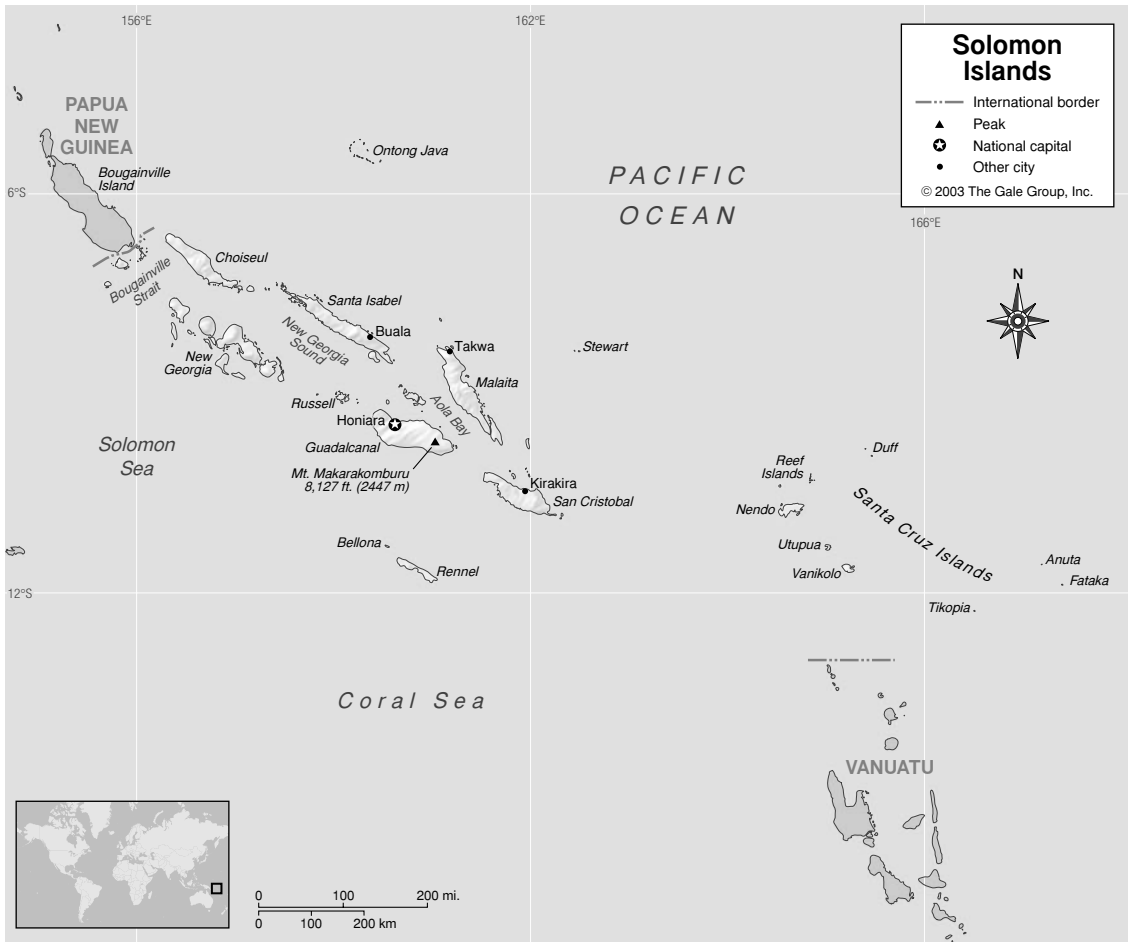 156°E
162°E
Solomon
Islands
International border
Peak
National capital
Other city
© 2003 The Gale Group, Inc.
166°E
PAPUA
NEW
GUINEA
Bougainville
Island
Ontong Java
6°S
PACIFIC
OCEAN
N
Choiseul
Bougainville
Strait
Santa Isabel
Buala
New Georgia
Sound
Takwa
Stewart
New
Georgia
Malaita
Russell
Aola Bay
Honiara
Guadalcanal
Solomon
Sea
Mt. Makarakomburu
8,127 ft. (2447 m)
Kirakira
San Cristobal
Duff
Reef
Islands
Nendo
Santa Cruz Islands
Bellona
Rennel
Utupua
Vanikolo
Anuta
Fataka
12°S
Tikopia
Coral Sea
VANUATU
0 100 200 mi.
0 100 200 km